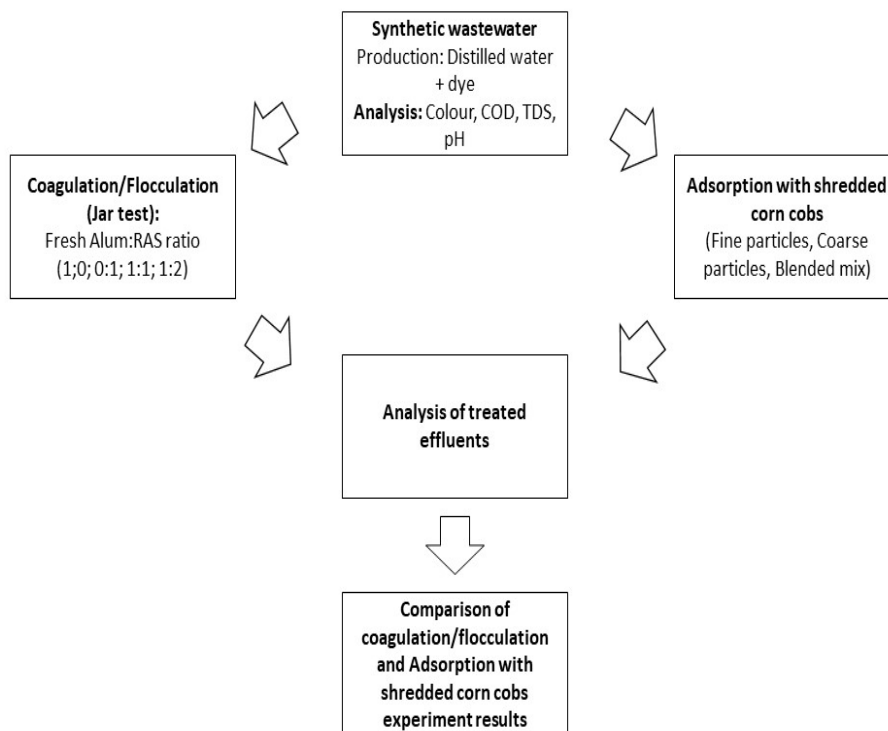 Synthetic wastewater
Production: Distilled water
+ dye
Analysis: Colour, COD, TDS,
pH
Coagulation/Flocculation
(Jar test):
Fresh Alum:RAS ratio
(1;0; 0:1; 1:1; 1:2)
Adsorption with shredded
corn cobs
(Fine particles, Coarse
particles, Blended mix)
Analysis of treated
effluents
Comparison of
coagulation/flocculation
and Adsorption with
shredded corn cobs
experiment results